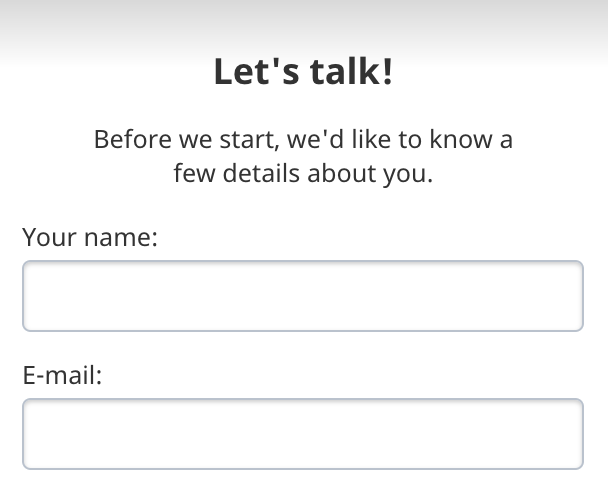 Let's talk!
Before we start, we'd like to know a
few details about you.
Your name:
E-mail: